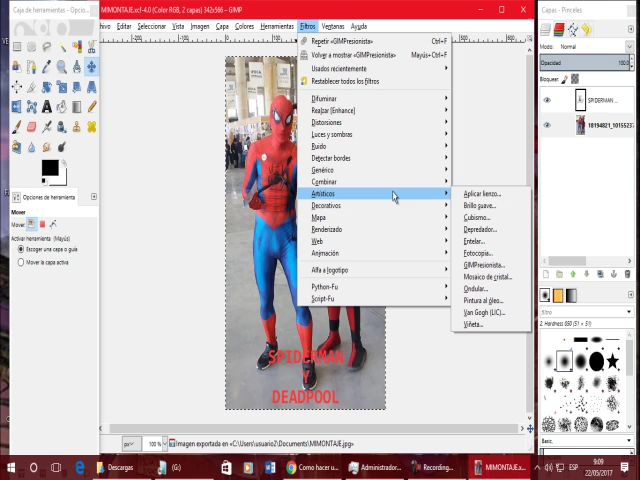 Caja de herramientas - Opcio...
MIMONTAJE.xcf-4.0 (Color RGB, 2 capas) 342x566 – GIMP
Capas - Pinceles
hivo Editar Seleccionar Vista Imagen Capa Colores Herramientas Filtros Ventanas Ayuda
Modo: Normal
Opacidad 100,0
Bloquear:
SPIDERMAN ...
18194821_1015523
Repetir «GIMPresionista» Ctrl+F
Volver a mostrar «GIMPresionista» Mayús+Ctrl+F
Usados recientemente
Restablecer todos los filtros
Difuminar
Realzar [Enhance]
Distorsiones
Luces y sombras
Ruido
Detectar bordes
Genérico
Combinar
Artísticos
Decorativos
Mapa
Renderizado
Web
Animación
Alfa a logotipo
Python-Fu
Script-Fu
Aplicar lienzo...
Brillo suave...
Cubismo...
Depredador...
Entelar...
Fotocopia...
GIMPresionista...
Mosaico de cristal...
Ondular...
Pintura al óleo...
Van Gogh (LIC)...
Viñeta...
Opciones de herramienta
Mover
Mover:
Activar herramienta (Mayús)
Escoger una capa o guía
Mover la capa activa
SPIDERMAN
Y
DEADPOOL
filtro
2. Hardness 050 (51 × 51)
Basic,
px 100 % Imagen exportada en «C:\Users\usuario2\Documents\MIMONTAJE.jpg»
Descargas
(G:)
Como hacer u...
Administrador...
Recording...
MIMONTAJE.x...
ESP
9:09
22/05/2017